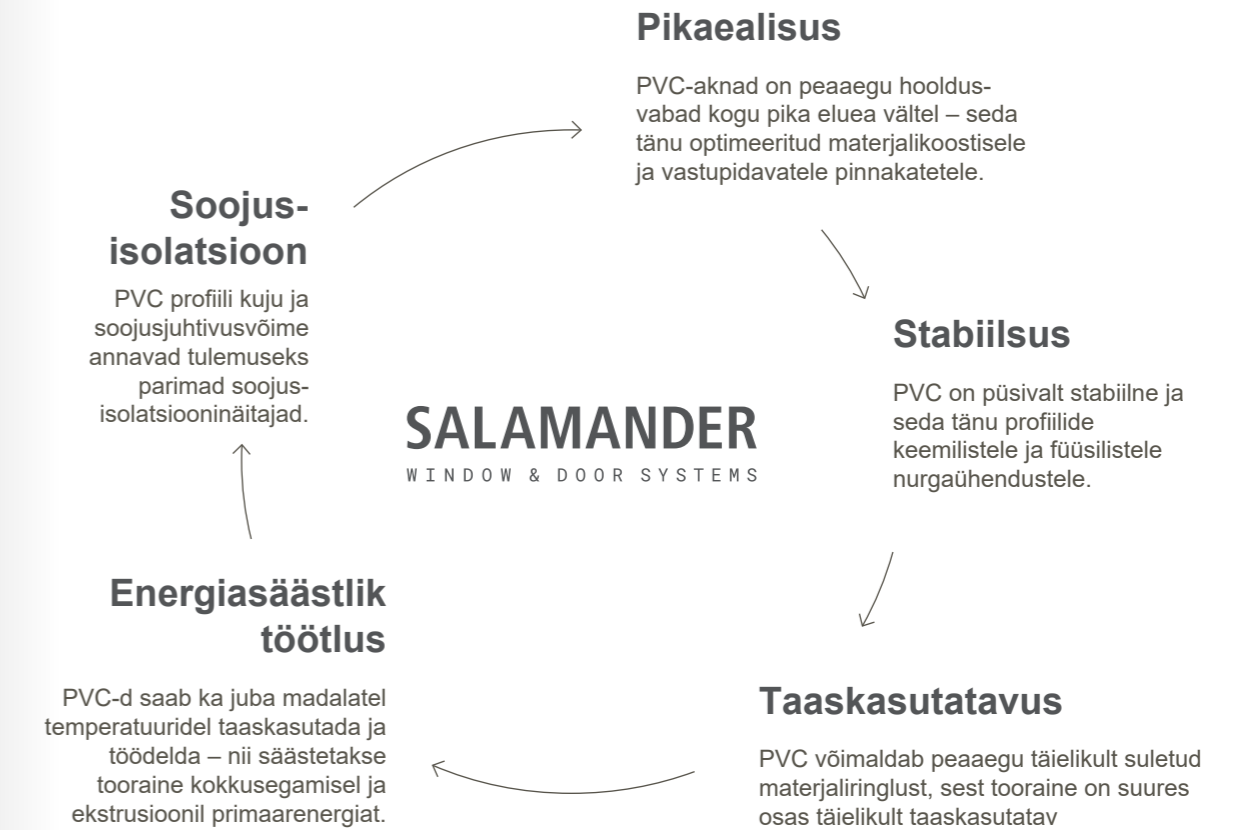 Pikaealisus
PVC-aknad on peaaegu hooldus-
vabad kogu pika eluea vältel – seda
tänu optimeeritud materjalikoostisele
ja vastupidavatele pinnakatetele.
Stabiilsus
PVC on püsivalt stabiilne ja
seda tänu profiilide
keemilistele ja füüsilistele
nurgaühendustele.
Taaskasutatavus
PVC võimaldab peaaegu täielikult suletud
materjaliringlust, sest tooraine on suures
osas täielikult taaskasutatav
Energiasäästlik
töötlus
PVC-d saab ka juba madalatel
temperatuuridel taaskasutada ja
töödelda – nii säästetakse
tooraine kokkusegamisel ja
ekstrusioonil primaarenergiat.
Soojus-
isolatsioon
PVC profiili kuju ja
soojusjuhtivusvõime
annavad tulemuseks
parimad soojus-
isolatsiooninäitajad.
SALAMANDER
WINDOW & DOOR SYSTEMS